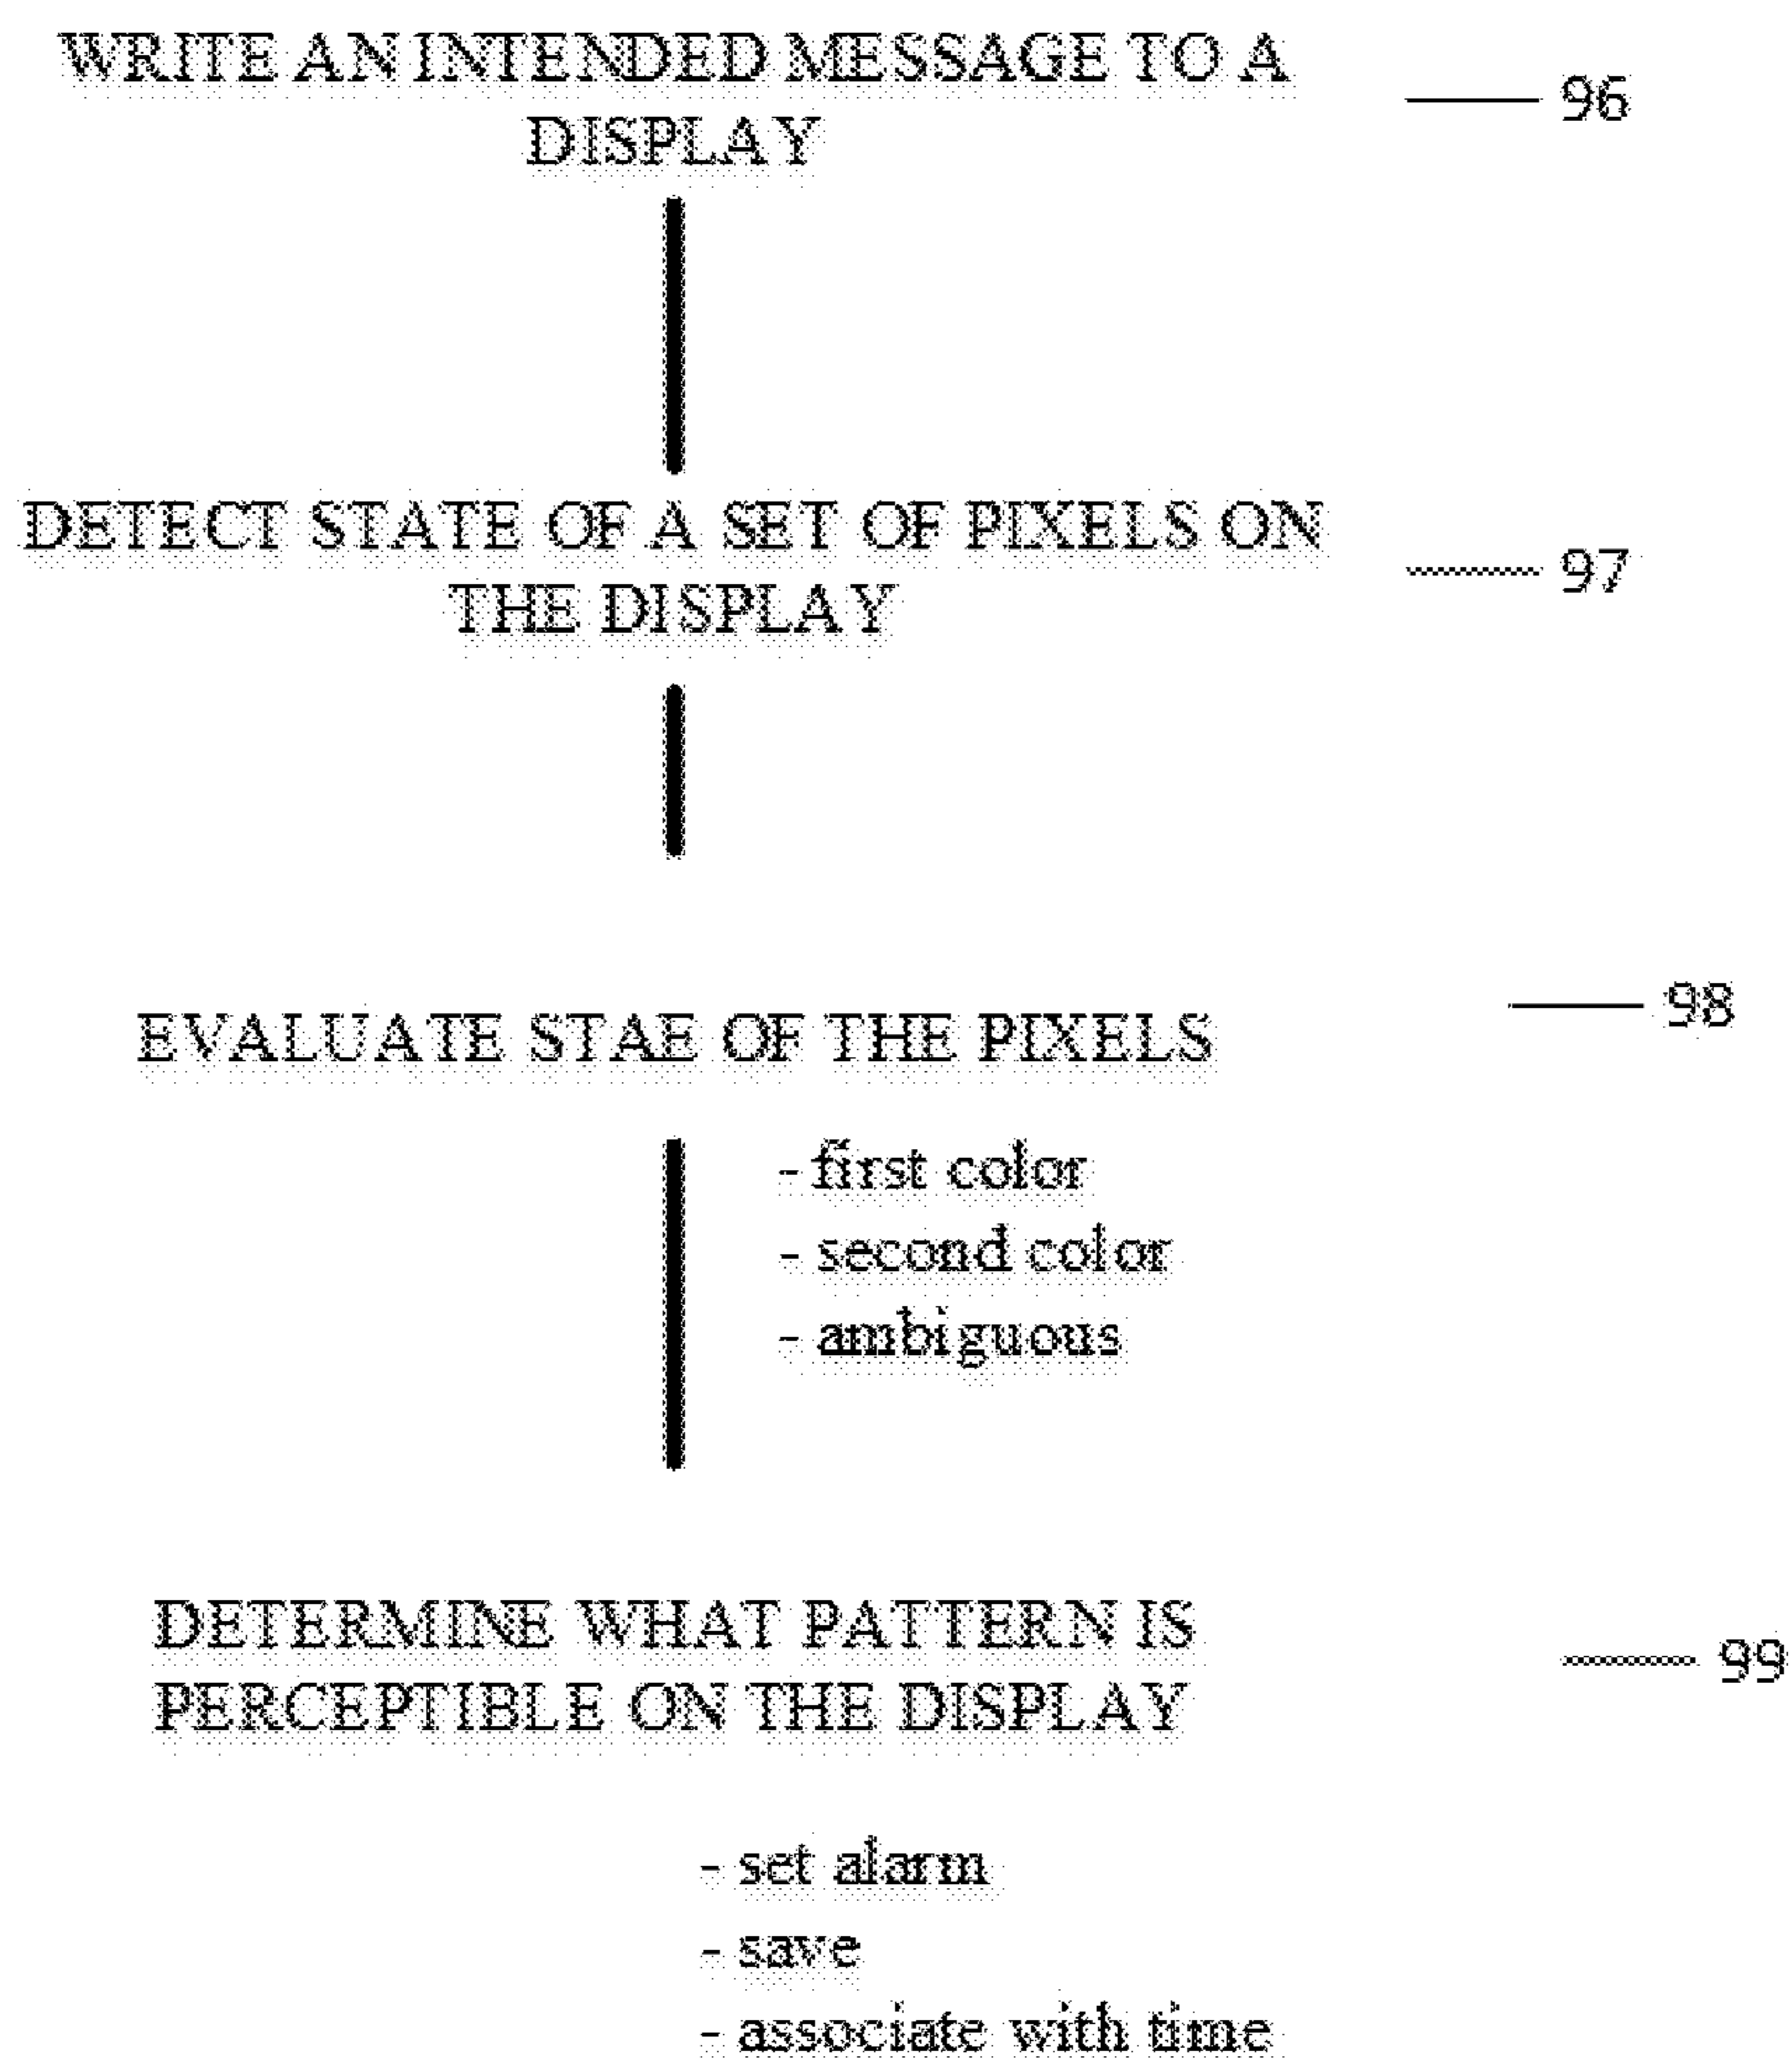 WRITE AN INTENDED MESSAGE TO A
DISPLAY
96
DETECT STATE OF A SET OF PIXELS ON
THE DISPLAY
97
EVALUATE STAE OF THE PIXELS
98
- first color
- second color
- ambiguous
DETERMINE WHAT PATTERN IS
PERCEPTIBLE ON THE DISPLAY
99
- set alarm
- save
- associate with time